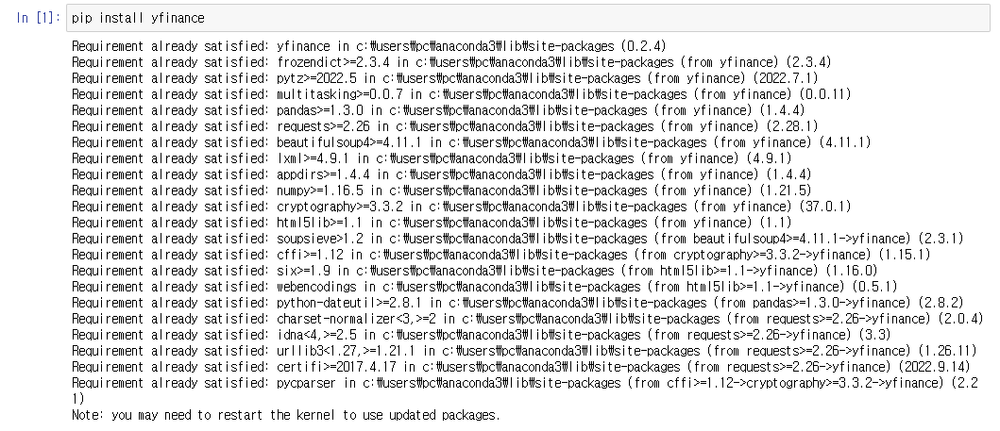 In [1]: pip install yfinance
Requirement already satisfied: yfinance in c:₩users₩pc₩anaconda3₩lib₩site-packages (0.2.4)
Requirement already satisfied: frozendict>=2.3.4 in c:₩users₩pc₩anaconda3₩lib₩site-packages (from yfinance) (2.3.4)
Requirement already satisfied: pytz>=2022.5 in c:₩users₩pc₩anaconda3₩lib₩site-packages (from yfinance) (2022.7.1)
Requirement already satisfied: multitasking>=0.0.7 in c:₩users₩pc₩anaconda3₩lib₩site-packages (from yfinance) (0.0.11)
Requirement already satisfied: pandas>=1.3.0 in c:₩users₩pc₩anaconda3₩lib₩site-packages (from yfinance) (1.4.4)
Requirement already satisfied: requests>=2.26 in c:₩users₩pc₩anaconda3₩lib₩site-packages (from yfinance) (2.28.1)
Requirement already satisfied: beautifulsoup4>=4.11.1 in c:₩users₩pc₩anaconda3₩lib₩site-packages (from yfinance) (4.11.1)
Requirement already satisfied: lxml>=4.9.1 in c:₩users₩pc₩anaconda3₩lib₩site-packages (from yfinance) (4.9.1)
Requirement already satisfied: appdirs>=1.4.4 in c:₩users₩pc₩anaconda3₩lib₩site-packages (from yfinance) (1.4.4)
Requirement already satisfied: numpy>=1.16.5 in c:₩users₩pc₩anaconda3₩lib₩site-packages (from yfinance) (1.21.5)
Requirement already satisfied: cryptography>=3.3.2 in c:₩users₩pc₩anaconda3₩lib₩site-packages (from yfinance) (37.0.1)
Requirement already satisfied: html5lib>=1.1 in c:₩users₩pc₩anaconda3₩lib₩site-packages (from yfinance) (1.1)
Requirement already satisfied: soupsieve>1.2 in c:₩users₩pc₩anaconda3₩lib₩site-packages (from beautifulsoup4>=4.11.1->yfinance) (2.3.1)
Requirement already satisfied: cffi>=1.12 in c:₩users₩pc₩anaconda3₩lib₩site-packages (from cryptography>=3.3.2->yfinance) (1.15.1)
Requirement already satisfied: six>=1.9 in c:₩users₩pc₩anaconda3₩lib₩site-packages (from html5lib>=1.1->yfinance) (1.16.0)
Requirement already satisfied: webencodings in c:₩users₩pc₩anaconda3₩lib₩site-packages (from html5lib>=1.1->yfinance) (0.5.1)
Requirement already satisfied: python-dateutil>=2.8.1 in c:₩users₩pc₩anaconda3₩lib₩site-packages (from pandas>=1.3.0->yfinance) (2.8.2)
Requirement already satisfied: charset-normalizer<3,>=2 in c:₩users₩pc₩anaconda3₩lib₩site-packages (from requests>=2.26->yfinance) (2.0.4)
Requirement already satisfied: idna<4,>=2.5 in c:₩users₩pc₩anaconda3₩lib₩site-packages (from requests>=2.26->yfinance) (3.3)
Requirement already satisfied: urllib3<1.27,>=1.21.1 in c:₩users₩pc₩anaconda3₩lib₩site-packages (from requests>=2.26->yfinance) (1.26.11)
Requirement already satisfied: certifi>=2017.4.17 in c:₩users₩pc₩anaconda3₩lib₩site-packages (from requests>=2.26->yfinance) (2022.9.14)
Requirement already satisfied: pycparser in c:₩users₩pc₩anaconda3₩lib₩site-packages (from cffi>=1.12->cryptography>=3.3.2->yfinance) (2.2
1)
Note: you may need to restart the kernel to use updated packages.